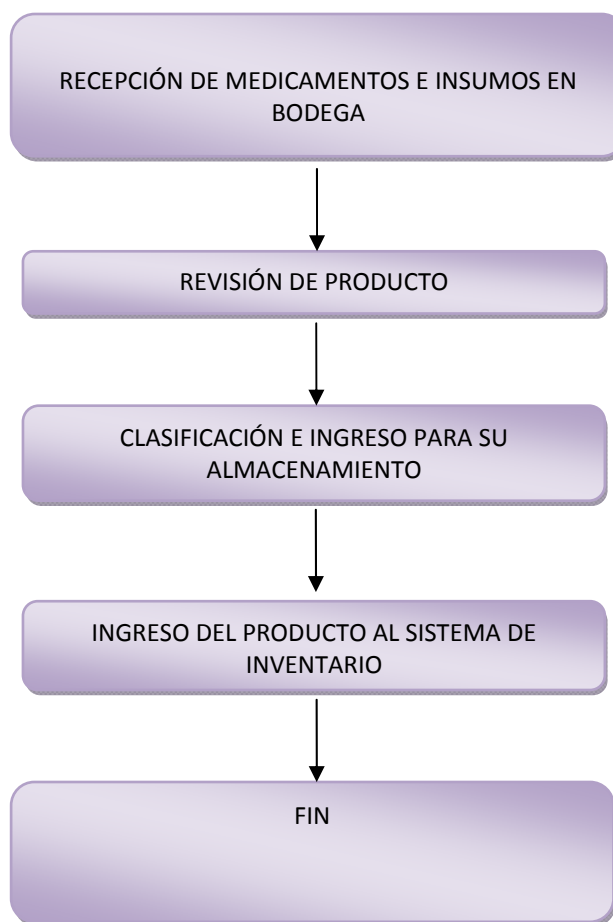 RECEPCIÓN DE MEDICAMENTOS E INSUMOS EN
BODEGA
REVISIÓN DE PRODUCTO
CLASIFICACIÓN E INGRESO PARA SU
ALMACENAMIENTO
INGRESO DEL PRODUCTO AL SISTEMA DE
INVENTARIO
FIN